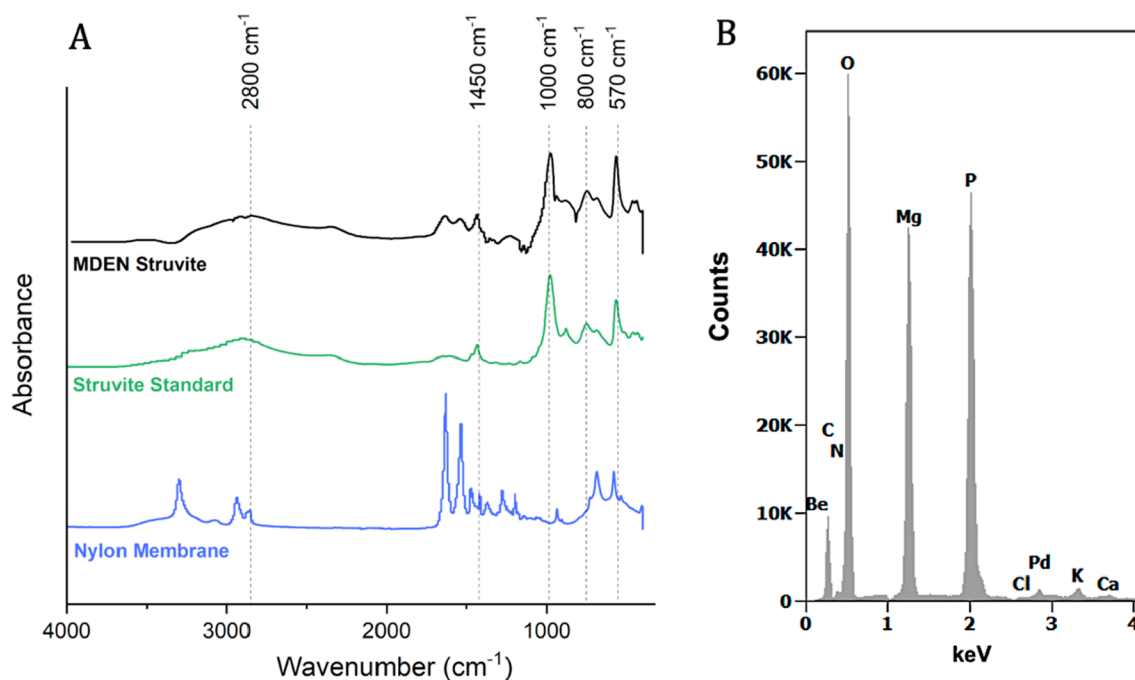 A
2800 cm⁻¹
1450 cm⁻¹
1000 cm⁻¹
800 cm⁻¹
570 cm⁻¹
MDEN Struvite
Struvite Standard
Nylon Membrane
Absorbance
4000 3000 2000 1000
Wavenumber (cm⁻¹)
B
60K
50K
40K
30K
20K
10K
0
Counts
O
P
Mg
C
N
Be
Cl
Pd
K
Ca
0 1 2 3 4
keV